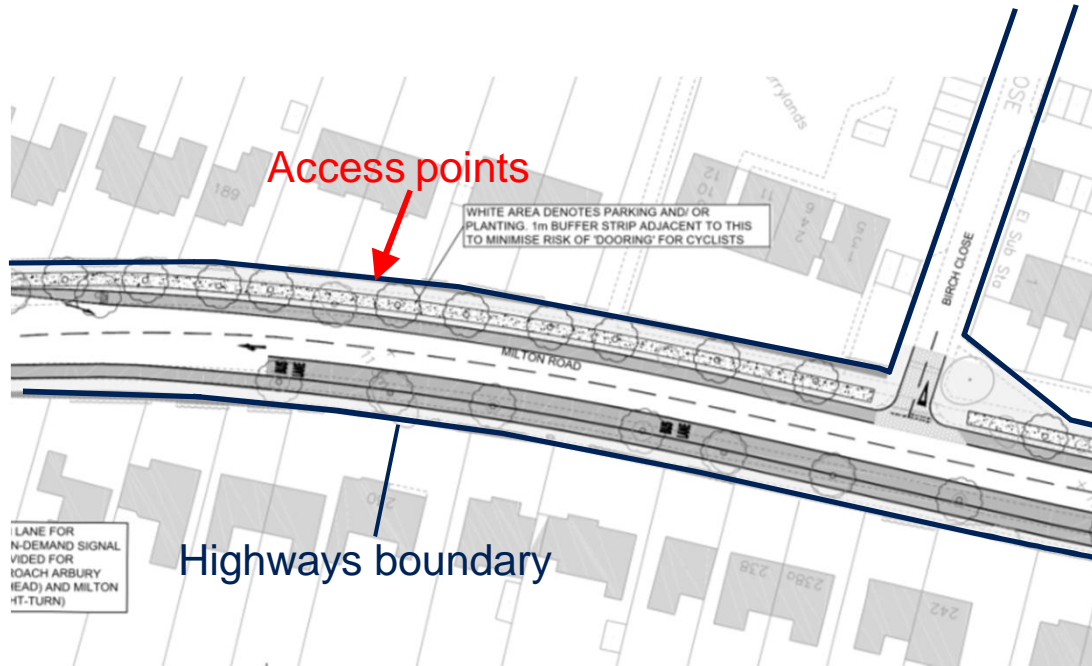 OSE
rrylands
Access points
189
WHITE AREA DENOTES PARKING AND/ OR
PLANTING. 1m BUFFER STRIP ADJACENT TO THIS
TO MINIMISE RISK OF 'DOORING' FOR CYCLISTS
12
10
11
El Sub Sta
1
BIRCH CLOSE
MILTON ROAD
LANE FOR
N-DEMAND SIGNAL
VIDED FOR
ROACH ARBURY
HEAD) AND MILTON
HT-TURN)
Highways boundary
238
238a
242